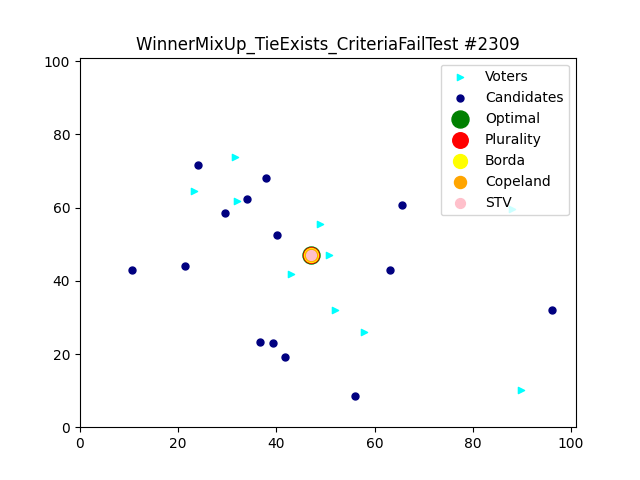 WinnerMixUp_TieExists_CriteriaFailTest #2309
100
80
60
40
20
0
0
20
40
60
80
100
Voters
Candidates
Optimal
Plurality
Borda
Copeland
STV